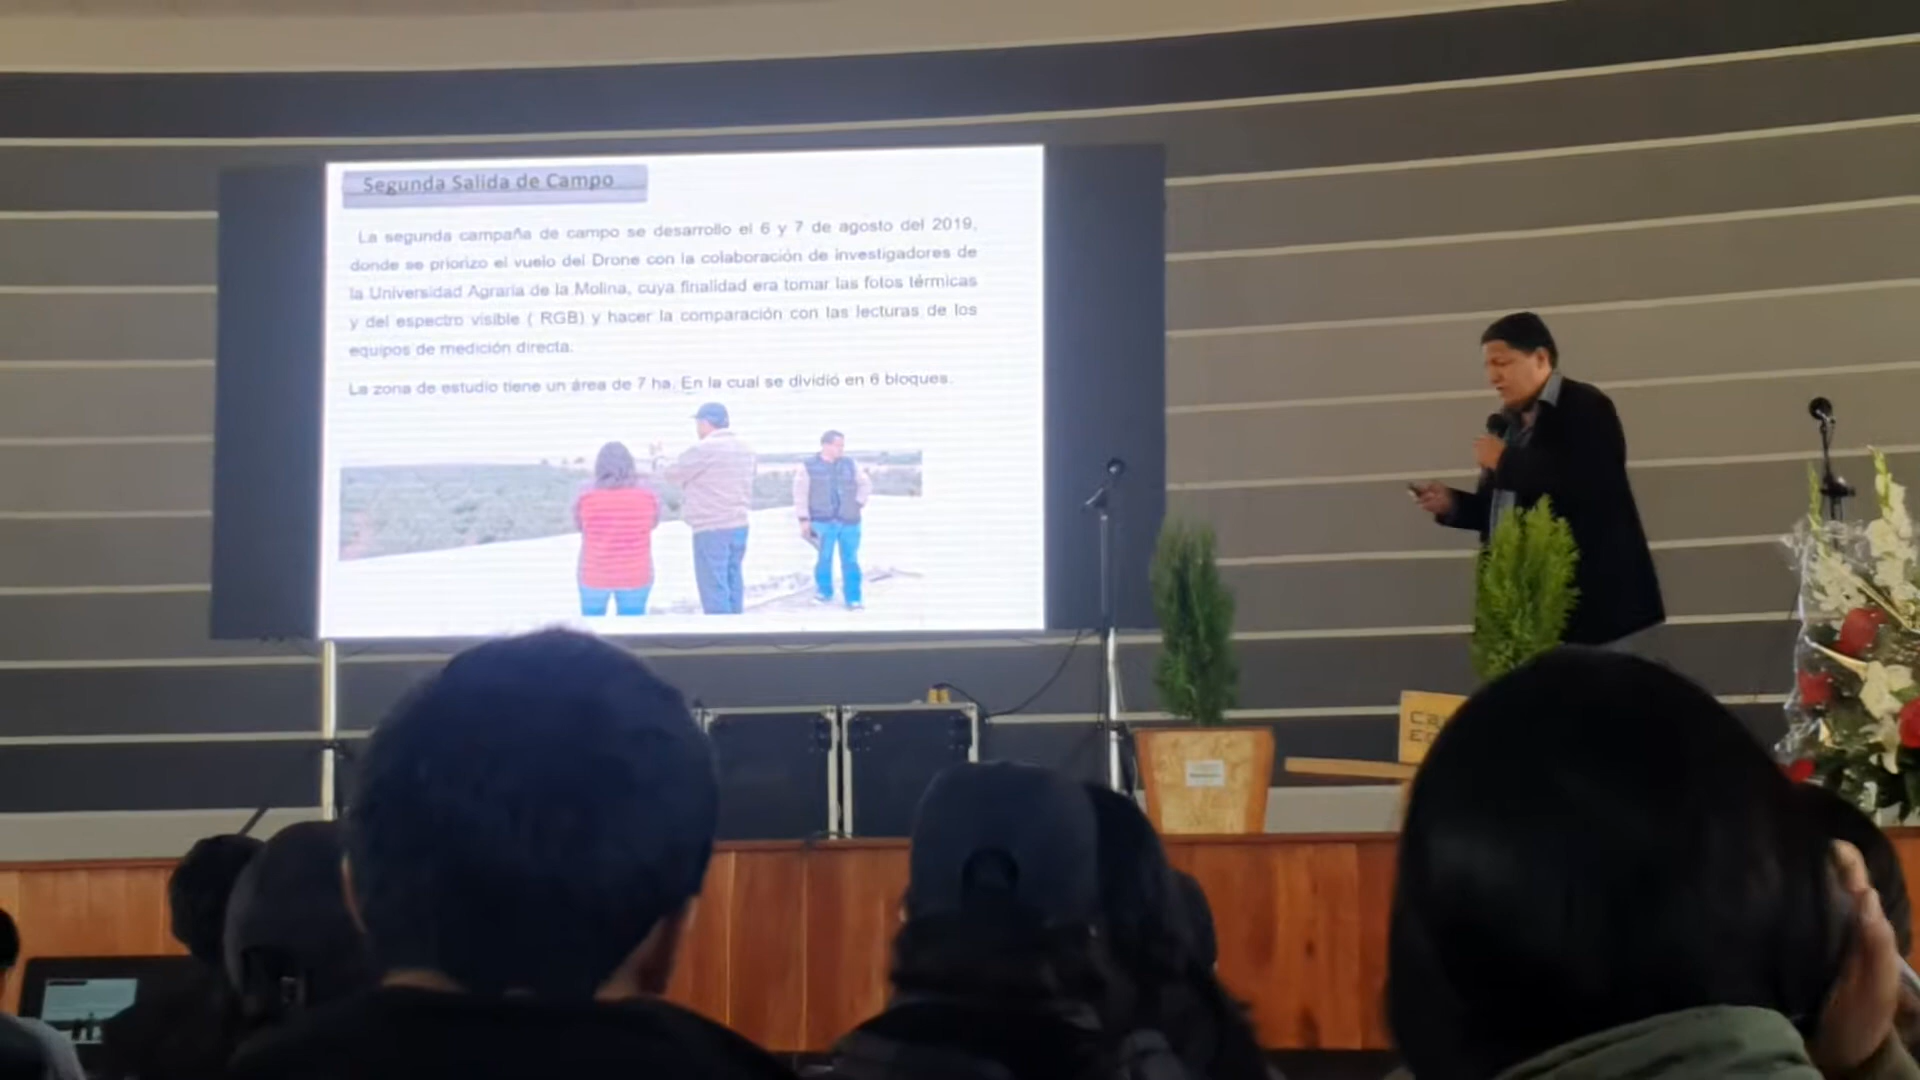 Segunda Salida de Campo
La segunda campaña de campo se desarrollo el 6 y 7 de agosto del 2019,
donde se priorizo el vuelo del Drone con la colaboración de investigadores de
la Universidad Agraria de la Molina, cuya finalidad era tomar las fotos térmicas
y del espectro visible ( RGB) y hacer la comparación con las lecturas de los
equipos de medición directa.
La zona de estudio tiene un área de 7 ha. En la cual se dividió en 6 bloques.